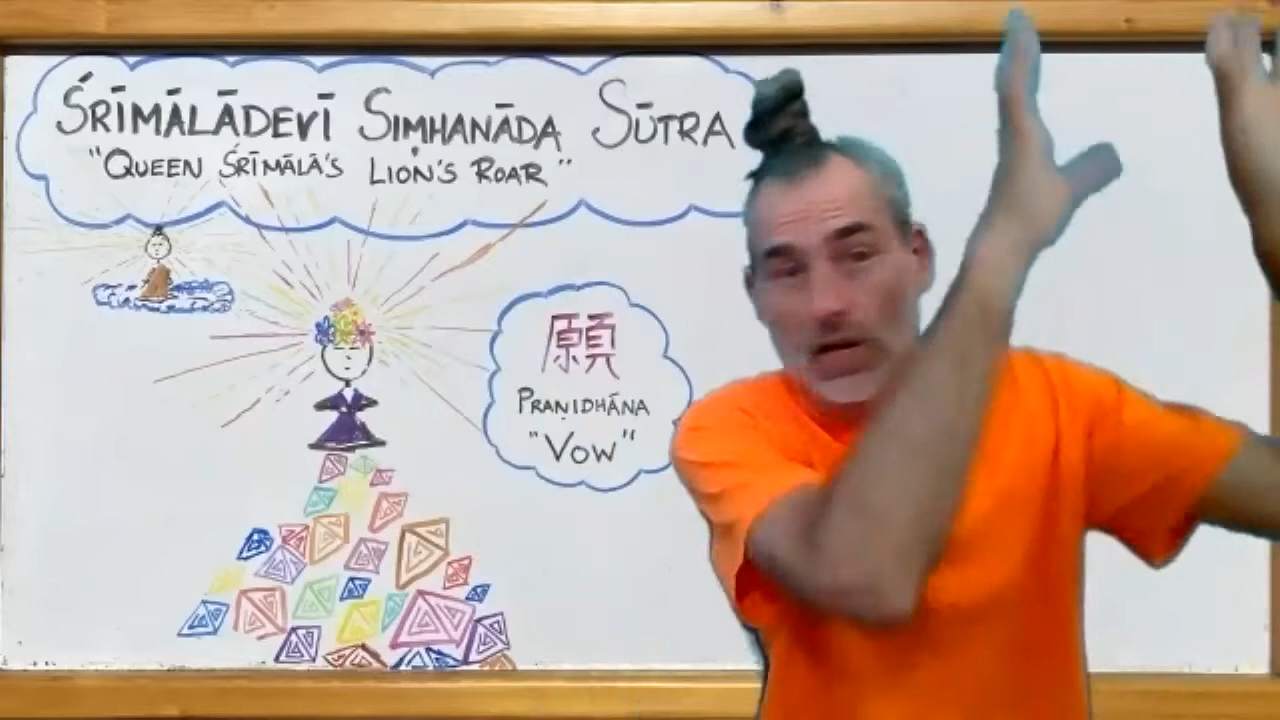 ŚRĪMĀLĀDEVĪ SIṂHANĀDA SŪTRA
"QUEEN ŚRĪMĀLĀ'S LION'S ROAR"
願
PRAṆIDHĀNA
"VOW"